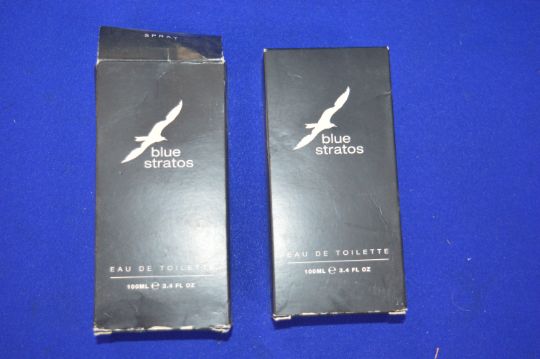 SPRAY
blue
stratos
EAU DE TOILETTE
100ML ℮ 3.4 FL OZ
blue
stratos
EAU DE TOILETTE
100ML ℮ 3.4 FL OZ